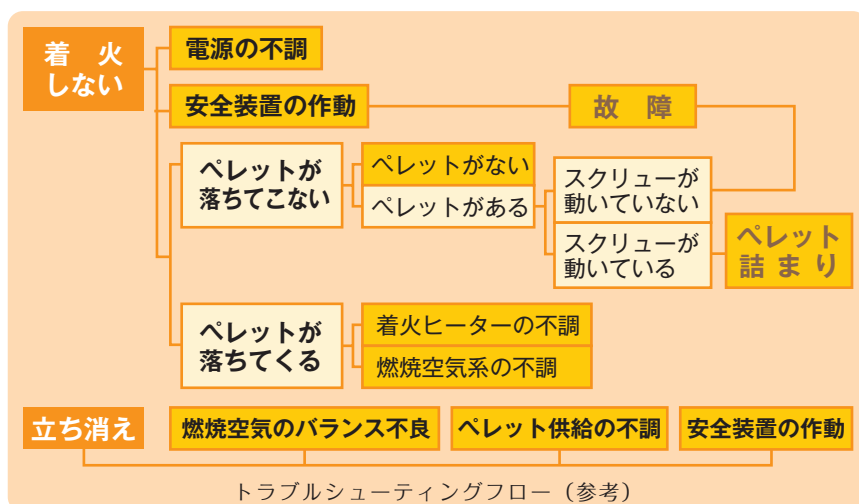 着火
しない
電源の不調
安全装置の作動
故障
ペレットが
落ちてこない
ペレットがない
ペレットがある
スクリューが
動いていない
スクリューが
動いている
ペレット
詰まり
ペレットが
落ちてくる
着火ヒーターの不調
燃焼空気系の不調
立ち消え
燃焼空気のバランス不良
ペレット供給の不調
安全装置の作動
トラブルシューティングフロー（参考）